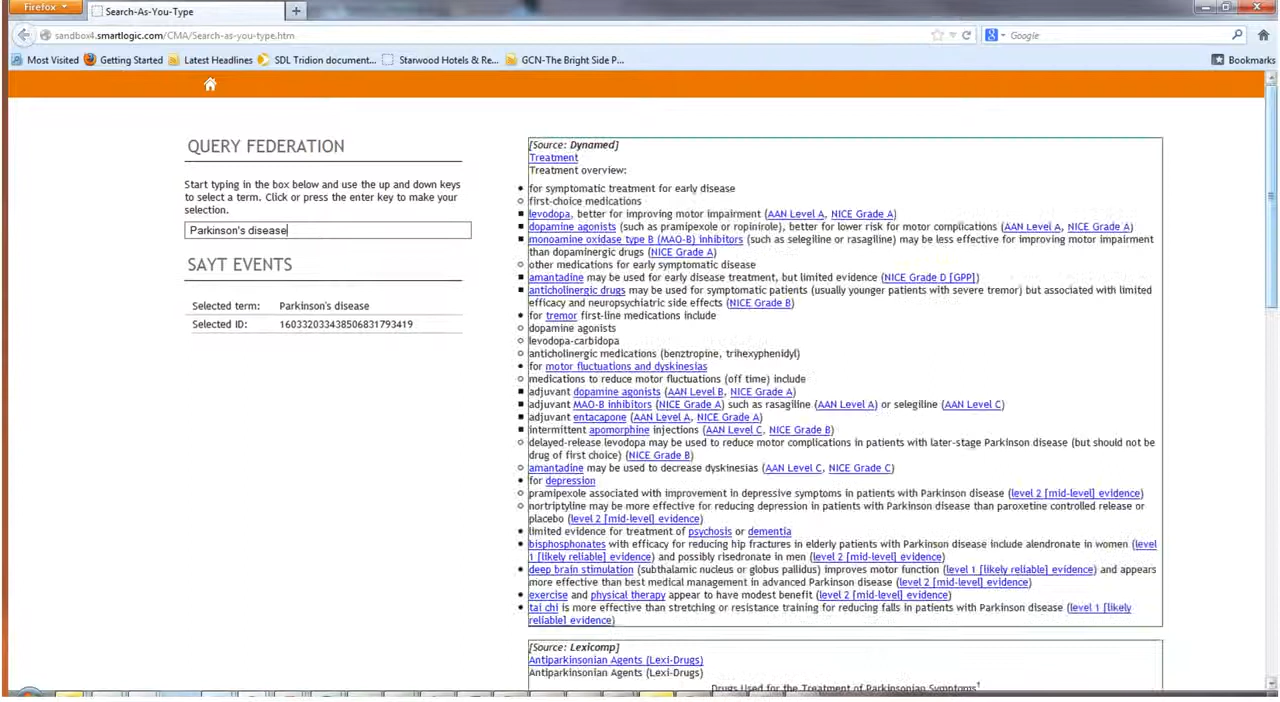 Firefox
Search-As-You-Type
sandbox4.smartlogic.com/CMA/Search-as-you-type.htm
Google
Most Visited
Getting Started
Latest Headlines
SDL Tridion document...
Starwood Hotels & Re...
GCN-The Bright Side P...
Bookmarks
QUERY FEDERATION
Start typing in the box below and use the up and down keys
to select a term. Click or press the enter key to make your
selection.
Parkinson's disease
SAYT EVENTS
Selected term: Parkinson's disease
Selected ID: 160332033438506831793419
[Source: Dynamed]
Treatment
Treatment overview:
for symptomatic treatment for early disease
first-choice medications
levodopa, better for improving motor impairment (AAN Level A, NICE Grade A)
dopamine agonists (such as pramipexole or ropinirole), better for lower risk for motor complications (AAN Level A, NICE Grade A)
monoamine oxidase type B (MAO-B) inhibitors (such as selegiline or rasagiline) may be less effective for improving motor impairment
than dopaminergic drugs (NICE Grade A)
other medications for early symptomatic disease
amantadine may be used for early disease treatment, but limited evidence (NICE Grade D [GPP])
anticholinergic drugs may be used for symptomatic patients (usually younger patients with severe tremor) but associated with limited
efficacy and neuropsychiatric side effects (NICE Grade B)
for tremor first-line medications include
dopamine agonists
levodopa-carbidopa
anticholinergic medications (benztropine, trihexyphenidyl)
for motor fluctuations and dyskinesias
medications to reduce motor fluctuations (off time) include
adjuvant dopamine agonists (AAN Level B, NICE Grade A)
adjuvant MAO-B inhibitors (NICE Grade A) such as rasagiline (AAN Level A) or selegiline (AAN Level C)
adjuvant entacapone (AAN Level A, NICE Grade A)
intermittent apomorphine injections (AAN Level C, NICE Grade B)
delayed-release levodopa may be used to reduce motor complications in patients with later-stage Parkinson disease (but should not be
drug of first choice) (NICE Grade B)
amantadine may be used to decrease dyskinesias (AAN Level C, NICE Grade C)
for depression
pramipexole associated with improvement in depressive symptoms in patients with Parkinson disease (level 2 [mid-level] evidence)
nortriptyline may be more effective for reducing depression in patients with Parkinson disease than paroxetine controlled release or
placebo (level 2 [mid-level] evidence)
limited evidence for treatment of psychosis or dementia
bisphosphonates with efficacy for reducing hip fractures in elderly patients with Parkinson disease include alendronate in women (level
1 [likely reliable] evidence) and possibly risedronate in men (level 2 [mid-level] evidence)
deep brain stimulation (subthalamic nucleus or globus pallidus) improves motor function (level 1 [likely reliable] evidence) and appears
more effective than best medical management in advanced Parkinson disease (level 2 [mid-level] evidence)
exercise and physical therapy appear to have modest benefit (level 2 [mid-level] evidence)
tai chi is more effective than stretching or resistance training for reducing falls in patients with Parkinson disease (level 1 [likely
reliable] evidence)
[Source: Lexicomp]
Antiparkinsonian Agents (Lexi-Drugs)
Antiparkinsonian Agents (Lexi-Drugs)
Drugs Used for the Treatment of Parkinsonian Symptoms†